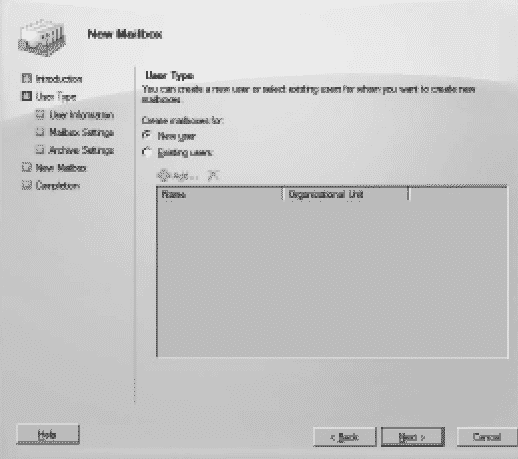 New Mailbox
Introduction
User Type
User Information
Mailbox Settings
Archive Settings
New Mailbox
Completion
User Type
You can create a new user or select existing users for whom you want to create new
mailboxes.
Create mailboxes for:
New user
Existing users:
Add...
Name
Organizational Unit
Help
< Back
Next >
Cancel